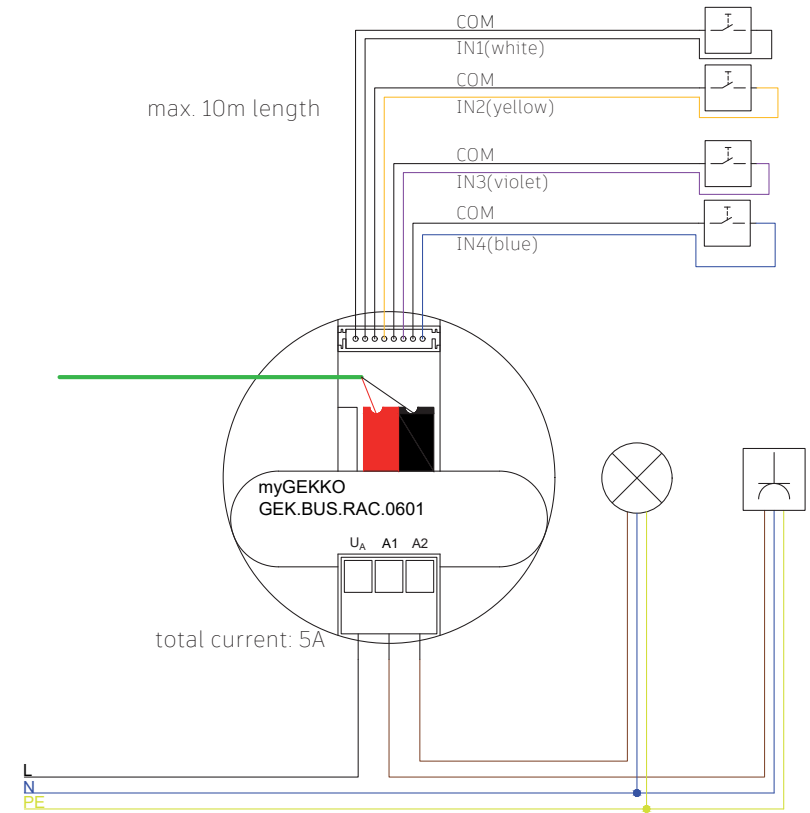 COM
IN1(white)
COM
max. 10m length
IN2(yellow)
COM
IN3(violet)
COM
IN4(blue)
myGEKKO
GEK.BUS.RAC.0601
UA A1 A2
total current: 5A
L
N
PE